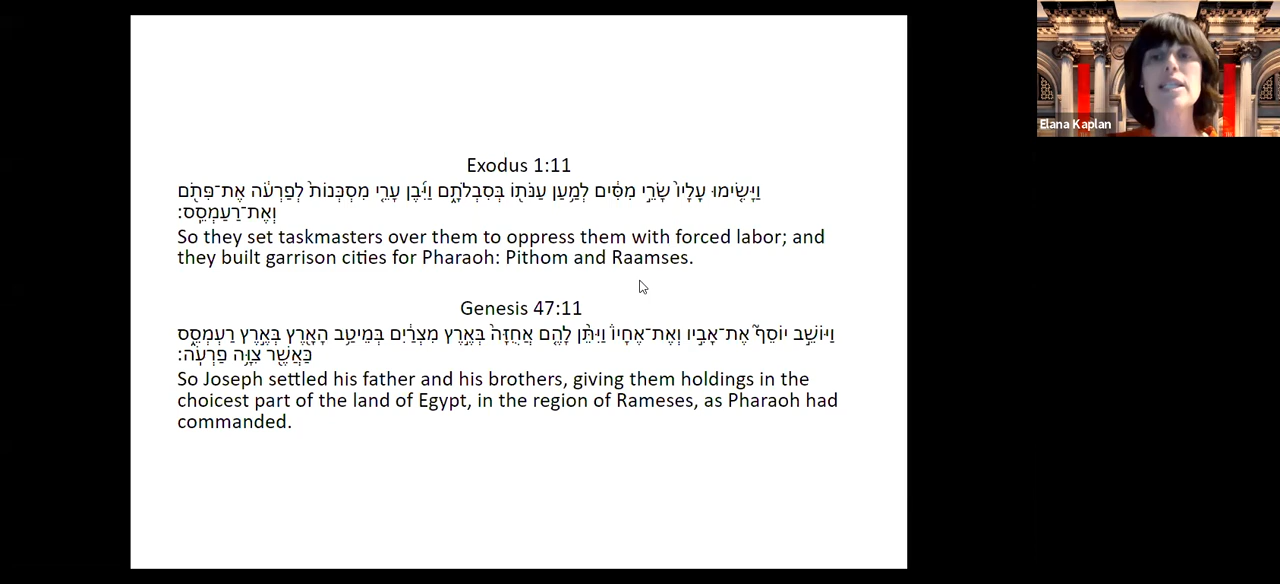 Exodus 1:11
וַיָּשִׂ֤ימוּ עָלָיו֙ שָׂרֵ֣י מִסִּ֔ים לְמַ֥עַן עַנֹּת֖וֹ בְּסִבְלֹתָ֑ם וַיִּ֜בֶן עָרֵ֤י מִסְכְּנוֹת֙ לְפַרְעֹ֔ה אֶת־פִּתֹ֖ם
וְאֶת־רַעַמְסֵֽס׃
So they set taskmasters over them to oppress them with forced labor; and
they built garrison cities for Pharaoh: Pithom and Raamses.
Genesis 47:11
וַיּוֹשֵׁ֣ב יוֹסֵף֮ אֶת־אָבִ֣יו וְאֶת־אֶחָיו֒ וַיִּתֵּ֨ן לָהֶ֤ם אֲחֻזָּה֙ בְּאֶ֣רֶץ מִצְרַ֔יִם בְּמֵיטַ֥ב הָאָ֖רֶץ בְּאֶ֣רֶץ רַעְמְסֵ֑ס
כַּאֲשֶׁ֖ר צִוָּ֥ה פַרְעֹֽה׃
So Joseph settled his father and his brothers, giving them holdings in the
choicest part of the land of Egypt, in the region of Rameses, as Pharaoh had
commanded.
Elana Kaplan